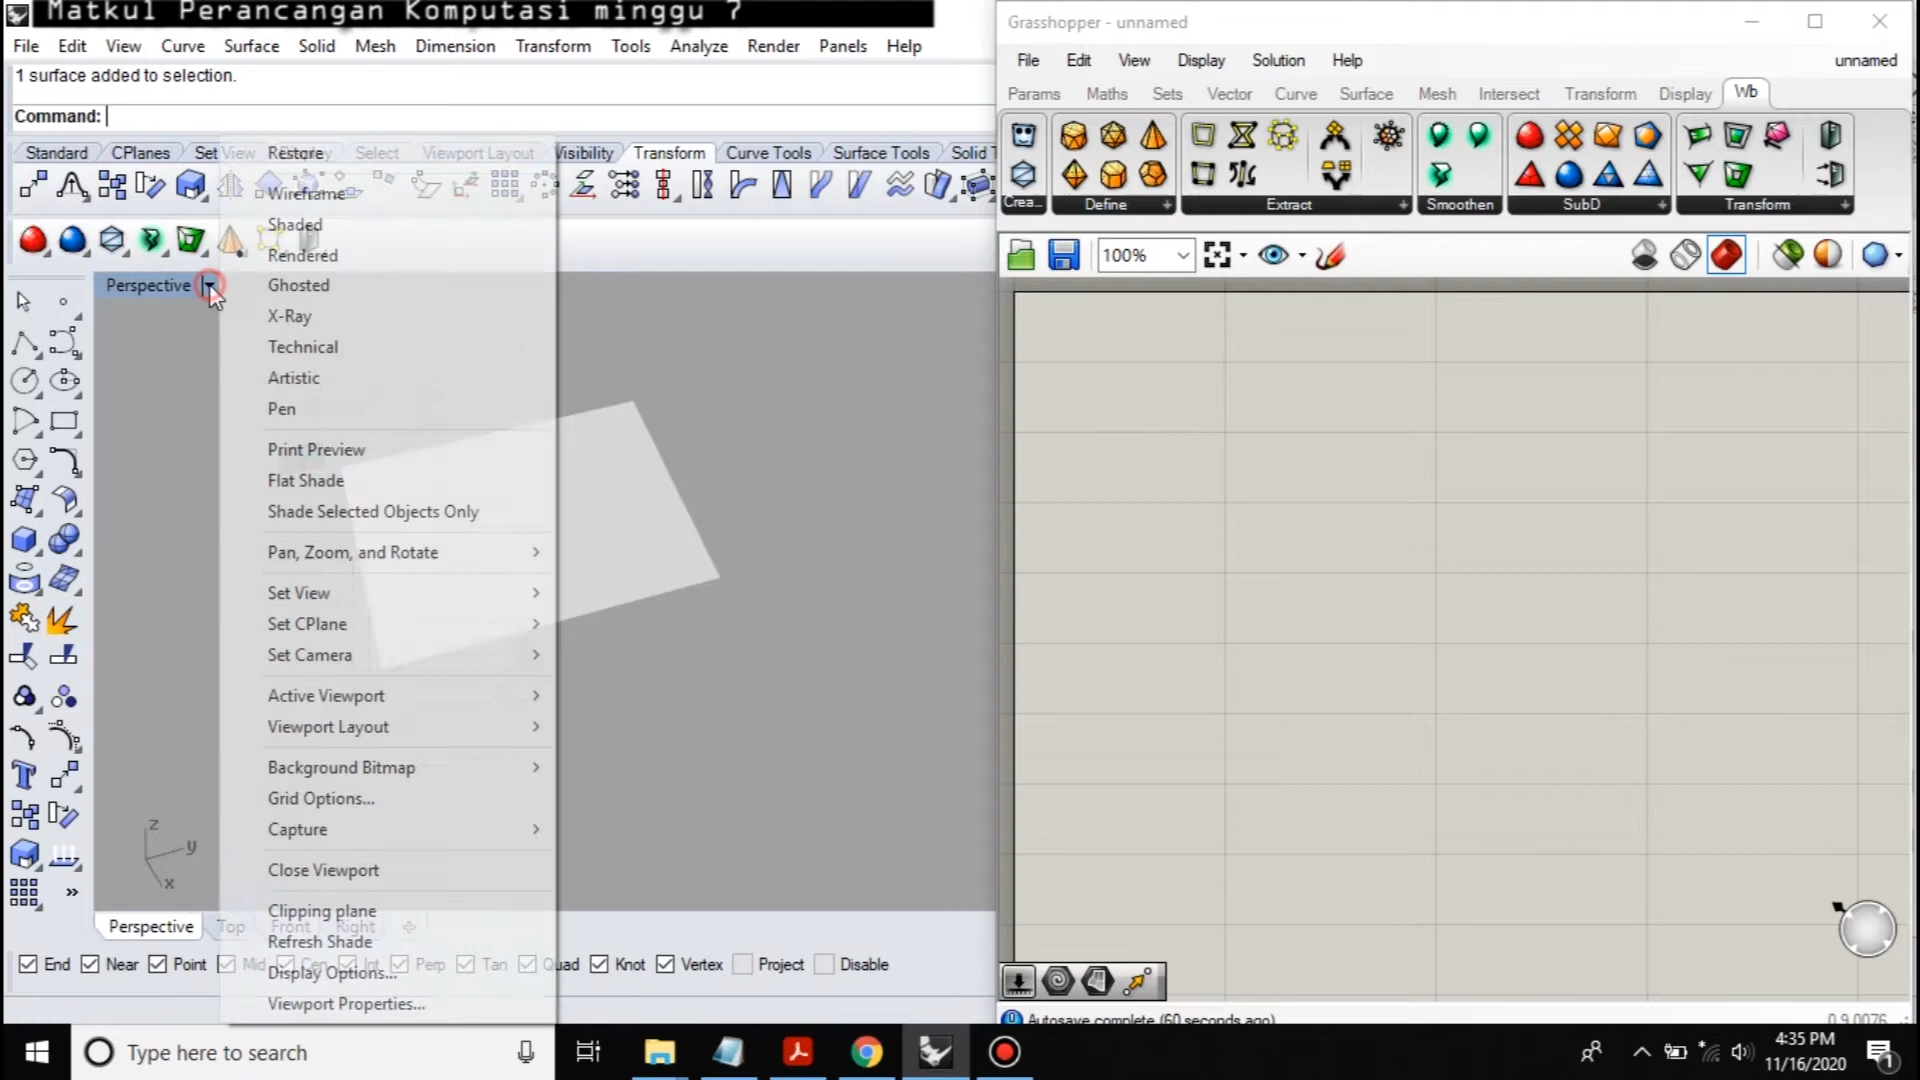 Matkul Perancangan Komputasi minggu 7
File Edit View Curve Surface Solid Mesh Dimension Transform Tools Analyze Render Panels Help
1 surface added to selection.
Command:
Standard CPlanes Set View Display Select Viewport Layout Visibility Transform Curve Tools Surface Tools Solid T
Perspective
Restore
Wireframe
Shaded
Rendered
Ghosted
X-Ray
Technical
Artistic
Pen
Print Preview
Flat Shade
Shade Selected Objects Only
Pan, Zoom, and Rotate
Set View
Set CPlane
Set Camera
Active Viewport
Viewport Layout
Background Bitmap
Grid Options...
Capture
Close Viewport
Clipping plane
Refresh Shade
Display Options...
Viewport Properties...
z
y
x
Perspective Top Front Right
End Near Point Mid Cen Int Perp Tan Quad Knot Vertex Project Disable
Grasshopper - unnamed
File Edit View Display Solution Help unnamed
Params Maths Sets Vector Curve Surface Mesh Intersect Transform Display Wb
Crea... Define Extract Smoothen SubD Transform
100%
Autosave complete (60 seconds ago)
0.9.0076
Type here to search
4:35 PM
11/16/2020
1